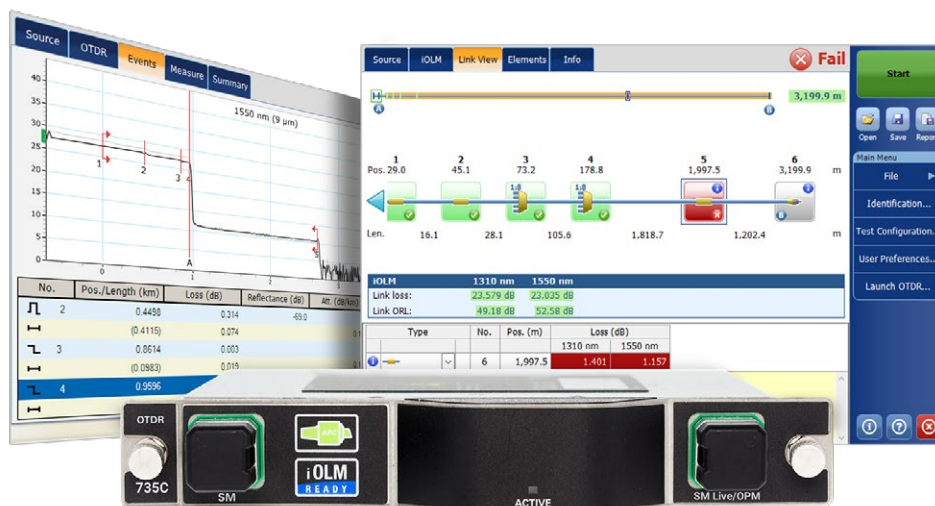 Source OTDR Events Measure Summary
1550 nm (9 µm)
40
35
30
25
20
15
10
5
0
1 2 3 4 5
A
0 1 2
No. Pos./Length (km) Loss (dB) Reflectance (dB) Att. (dB/km)
2 0.4498 0.314 -69.0
(0.4115) 0.074
3 0.8614 0.003
(0.0983) 0.019
4 0.9596
Source iOLM Link View Elements Info Fail
3,199.9 m
A B
1 2 3 4 5 6
Pos. 29.0 45.1 73.2 178.8 1,997.5 3,199.9 m
1:8 1:8
B
Len. 16.1 28.1 105.6 1.818.7 1,202.4 m
iOLM 1310 nm 1550 nm
Link loss: 23.579 dB 23.035 dB
Link ORL: 49.18 dB 52.58 dB
Type No. Pos. (m) Loss (dB)
1310 nm 1550 nm
6 1,997.5 1.401 1.157
Start
Open Save Report
Main Menu
File
Identification...
Test Configuration...
User Preferences...
Launch OTDR...
OTDR
735C
SM
APC
iOLM
READY
ACTIVE
SM Live/OPM